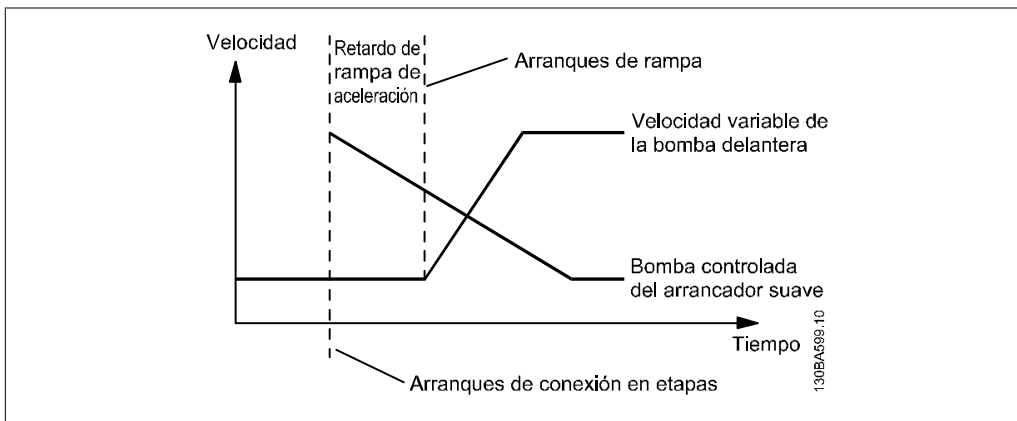 Velocidad
Retardo de
rampa de
aceleración
Arranques de rampa
Velocidad variable de
la bomba delantera
Bomba controlada
del arrancador suave
Tiempo
Arranques de conexión en etapas
130BA599.10